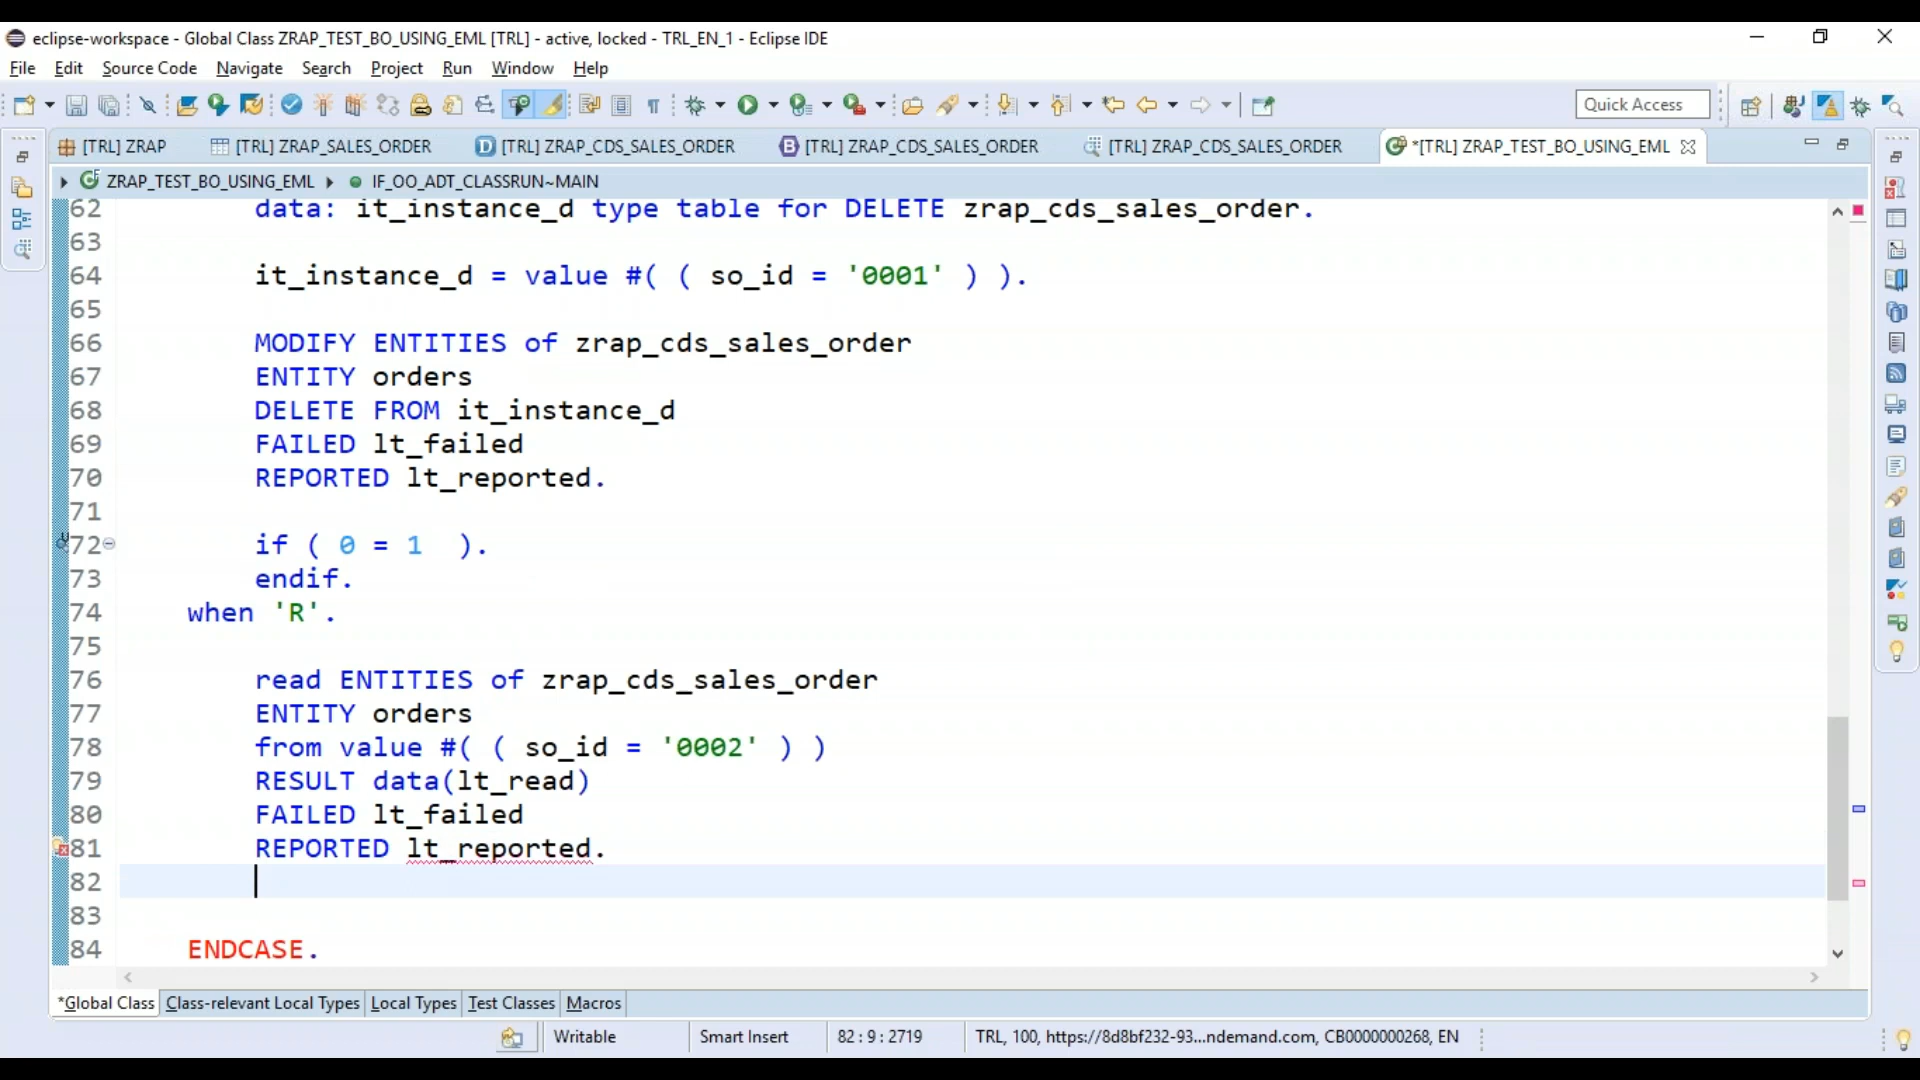 eclipse-workspace - Global Class ZRAP_TEST_BO_USING_EML [TRL] - active, locked - TRL_EN_1 - Eclipse IDE
File Edit Source Code Navigate Search Project Run Window Help
Quick Access
[TRL] ZRAP [TRL] ZRAP_SALES_ORDER [TRL] ZRAP_CDS_SALES_ORDER [TRL] ZRAP_CDS_SALES_ORDER [TRL] ZRAP_CDS_SALES_ORDER *[TRL] ZRAP_TEST_BO_USING_EML
ZRAP_TEST_BO_USING_EML IF_OO_ADT_CLASSRUN~MAIN
62 data: it_instance_d type table for DELETE zrap_cds_sales_order.
63
64 it_instance_d = value #( ( so_id = '0001' ) ).
65
66 MODIFY ENTITIES of zrap_cds_sales_order
67 ENTITY orders
68 DELETE FROM it_instance_d
69 FAILED lt_failed
70 REPORTED lt_reported.
71
72 if ( 0 = 1  ).
73 endif.
74 when 'R'.
75
76 read ENTITIES of zrap_cds_sales_order
77 ENTITY orders
78 from value #( ( so_id = '0002' ) )
79 RESULT data(lt_read)
80 FAILED lt_failed
81 REPORTED lt_reported.
82
83
84 ENDCASE.
*Global Class Class-relevant Local Types Local Types Test Classes Macros
Writable Smart Insert 82 : 9 : 2719 TRL, 100, https://8d8bf232-93...ndemand.com, CB0000000268, EN